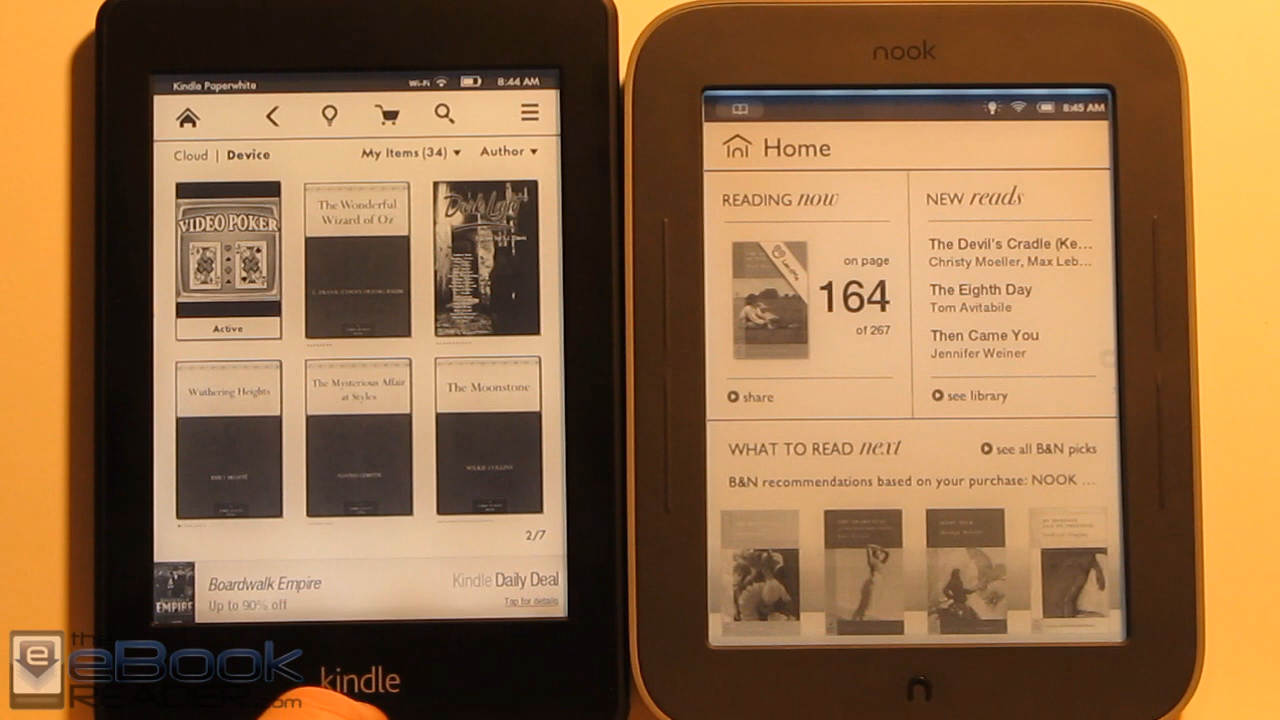 Kindle Paperwhite Wi-Fi 8:44 AM
Cloud | Device My Items (34) Author
VIDEO POKER
Active
The Wonderful
Wizard of Oz
Wuthering Heights
The Mysterious Affair
at Styles
The Moonstone
WILKIE COLLINS
2/7
EMPIRE
Boardwalk Empire
Up to 90% off
Kindle Daily Deal
Tap for details
kindle
the
eBook
READER.com
nook
8:45 AM
Home
READING now
on page
164
of 267
share
NEW reads
The Devil's Cradle (Ke...
Christy Moeller, Max Leb...
The Eighth Day
Tom Avitabile
Then Came You
Jennifer Weiner
see library
WHAT TO READ next
see all B&N picks
B&N recommendations based on your purchase: NOOK ...
n